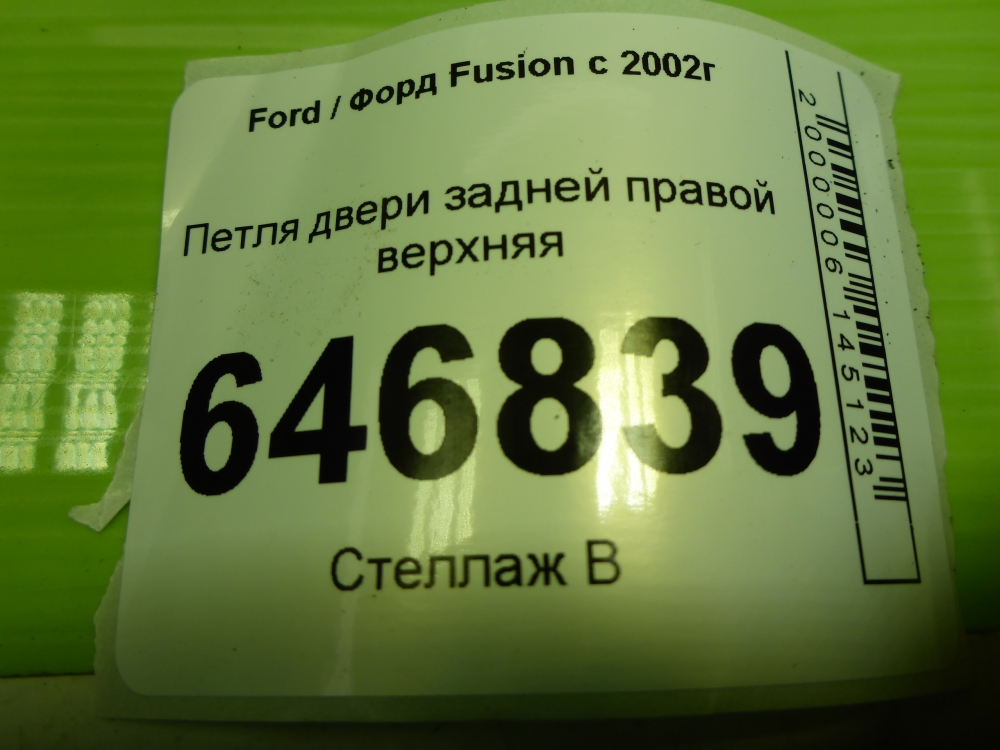 Ford / Форд Fusion с 2002г
Петля двери задней правой
верхняя
646839
Стеллаж В
2000006145123